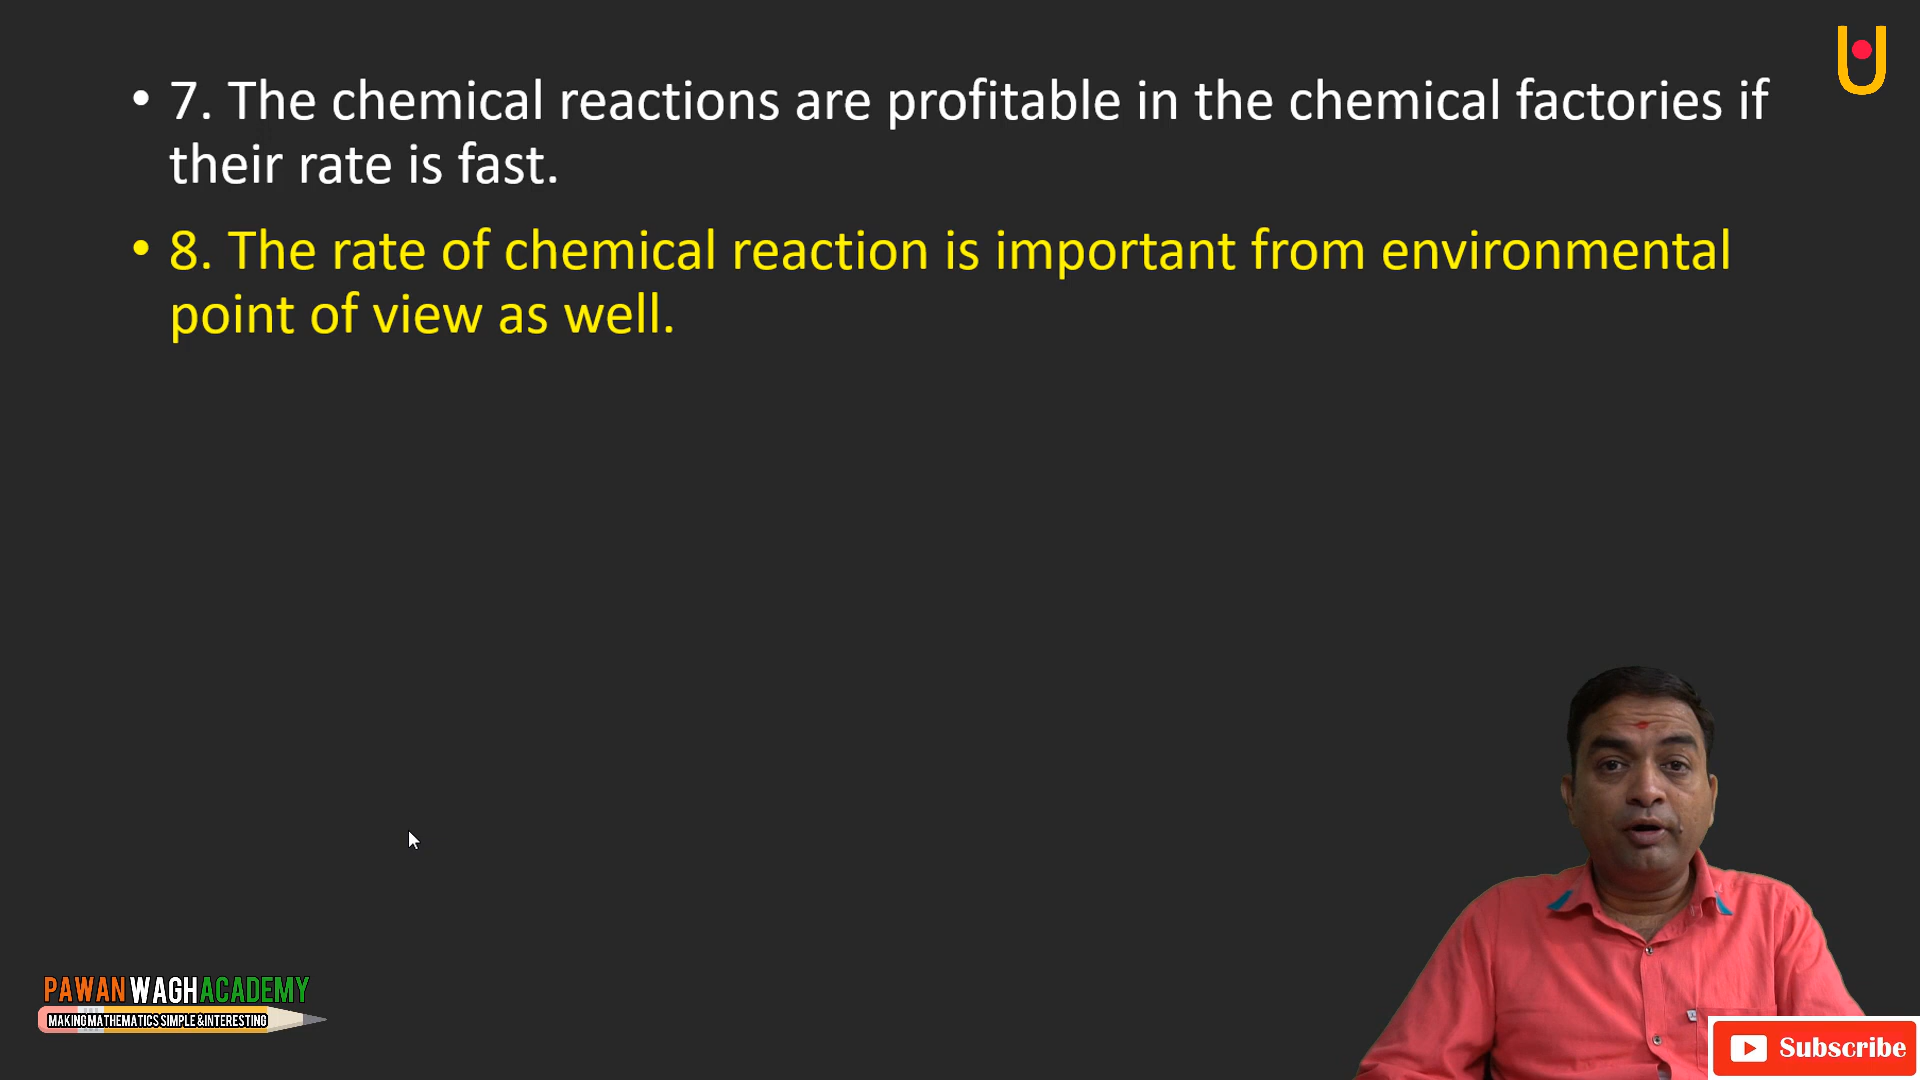 • 7. The chemical reactions are profitable in the chemical factories if
their rate is fast.
• 8. The rate of chemical reaction is important from environmental
point of view as well.
PAWAN WAGH ACADEMY
MAKING MATHEMATICS SIMPLE & INTERESTING
Subscribe